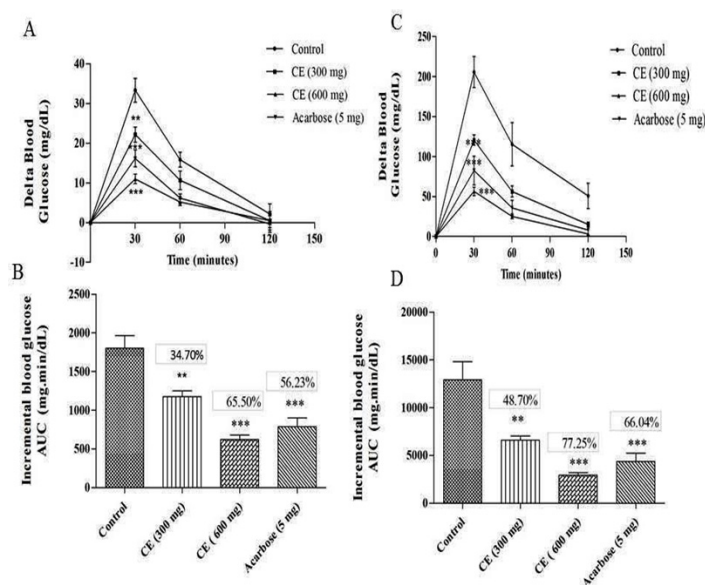 A
Delta Blood
Glucose (mg/dL)
40
30
20
10
0
-10
0
30
60
90
120
150
Time (minutes)
**
***
***
Control
CE (300 mg)
CE (600 mg)
Acarbose (5 mg)
C
Delta Blood
Glucose (mg/dL)
250
200
150
100
50
0
0
30
60
90
120
150
Time (minutes)
***
***
***
Control
CE (300 mg)
CE (600 mg)
Acarbose (5 mg)
B
Incremental blood glucose
AUC (mg.min/dL)
2500
2000
1500
1000
500
0
34.70%
**
65.50%
***
56.23%
***
Control
CE (300 mg)
CE ( 600 mg)
Acarbose (5 mg)
D
Incremental blood glucose
AUC (mg.min/dL)
20000
15000
10000
5000
0
48.70%
**
77.25%
***
66.04%
***
Control
CE (300 mg)
CE ( 600 mg)
Acarbose (5 mg)